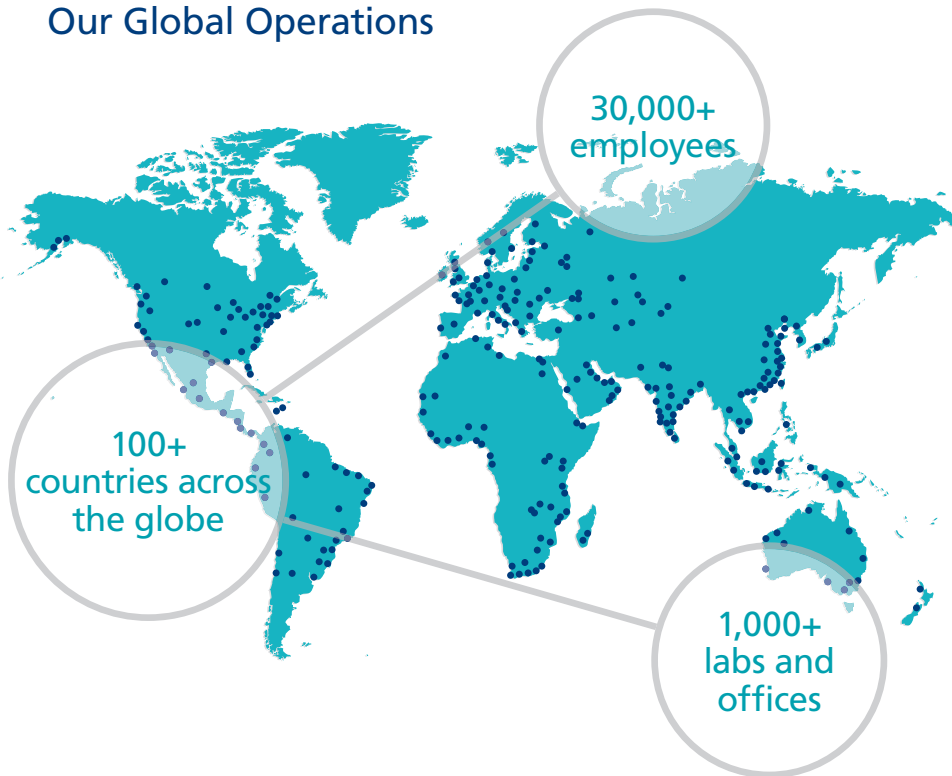 Our Global Operations
30,000+
employees
100+
countries across
the globe
1,000+
labs and
offices